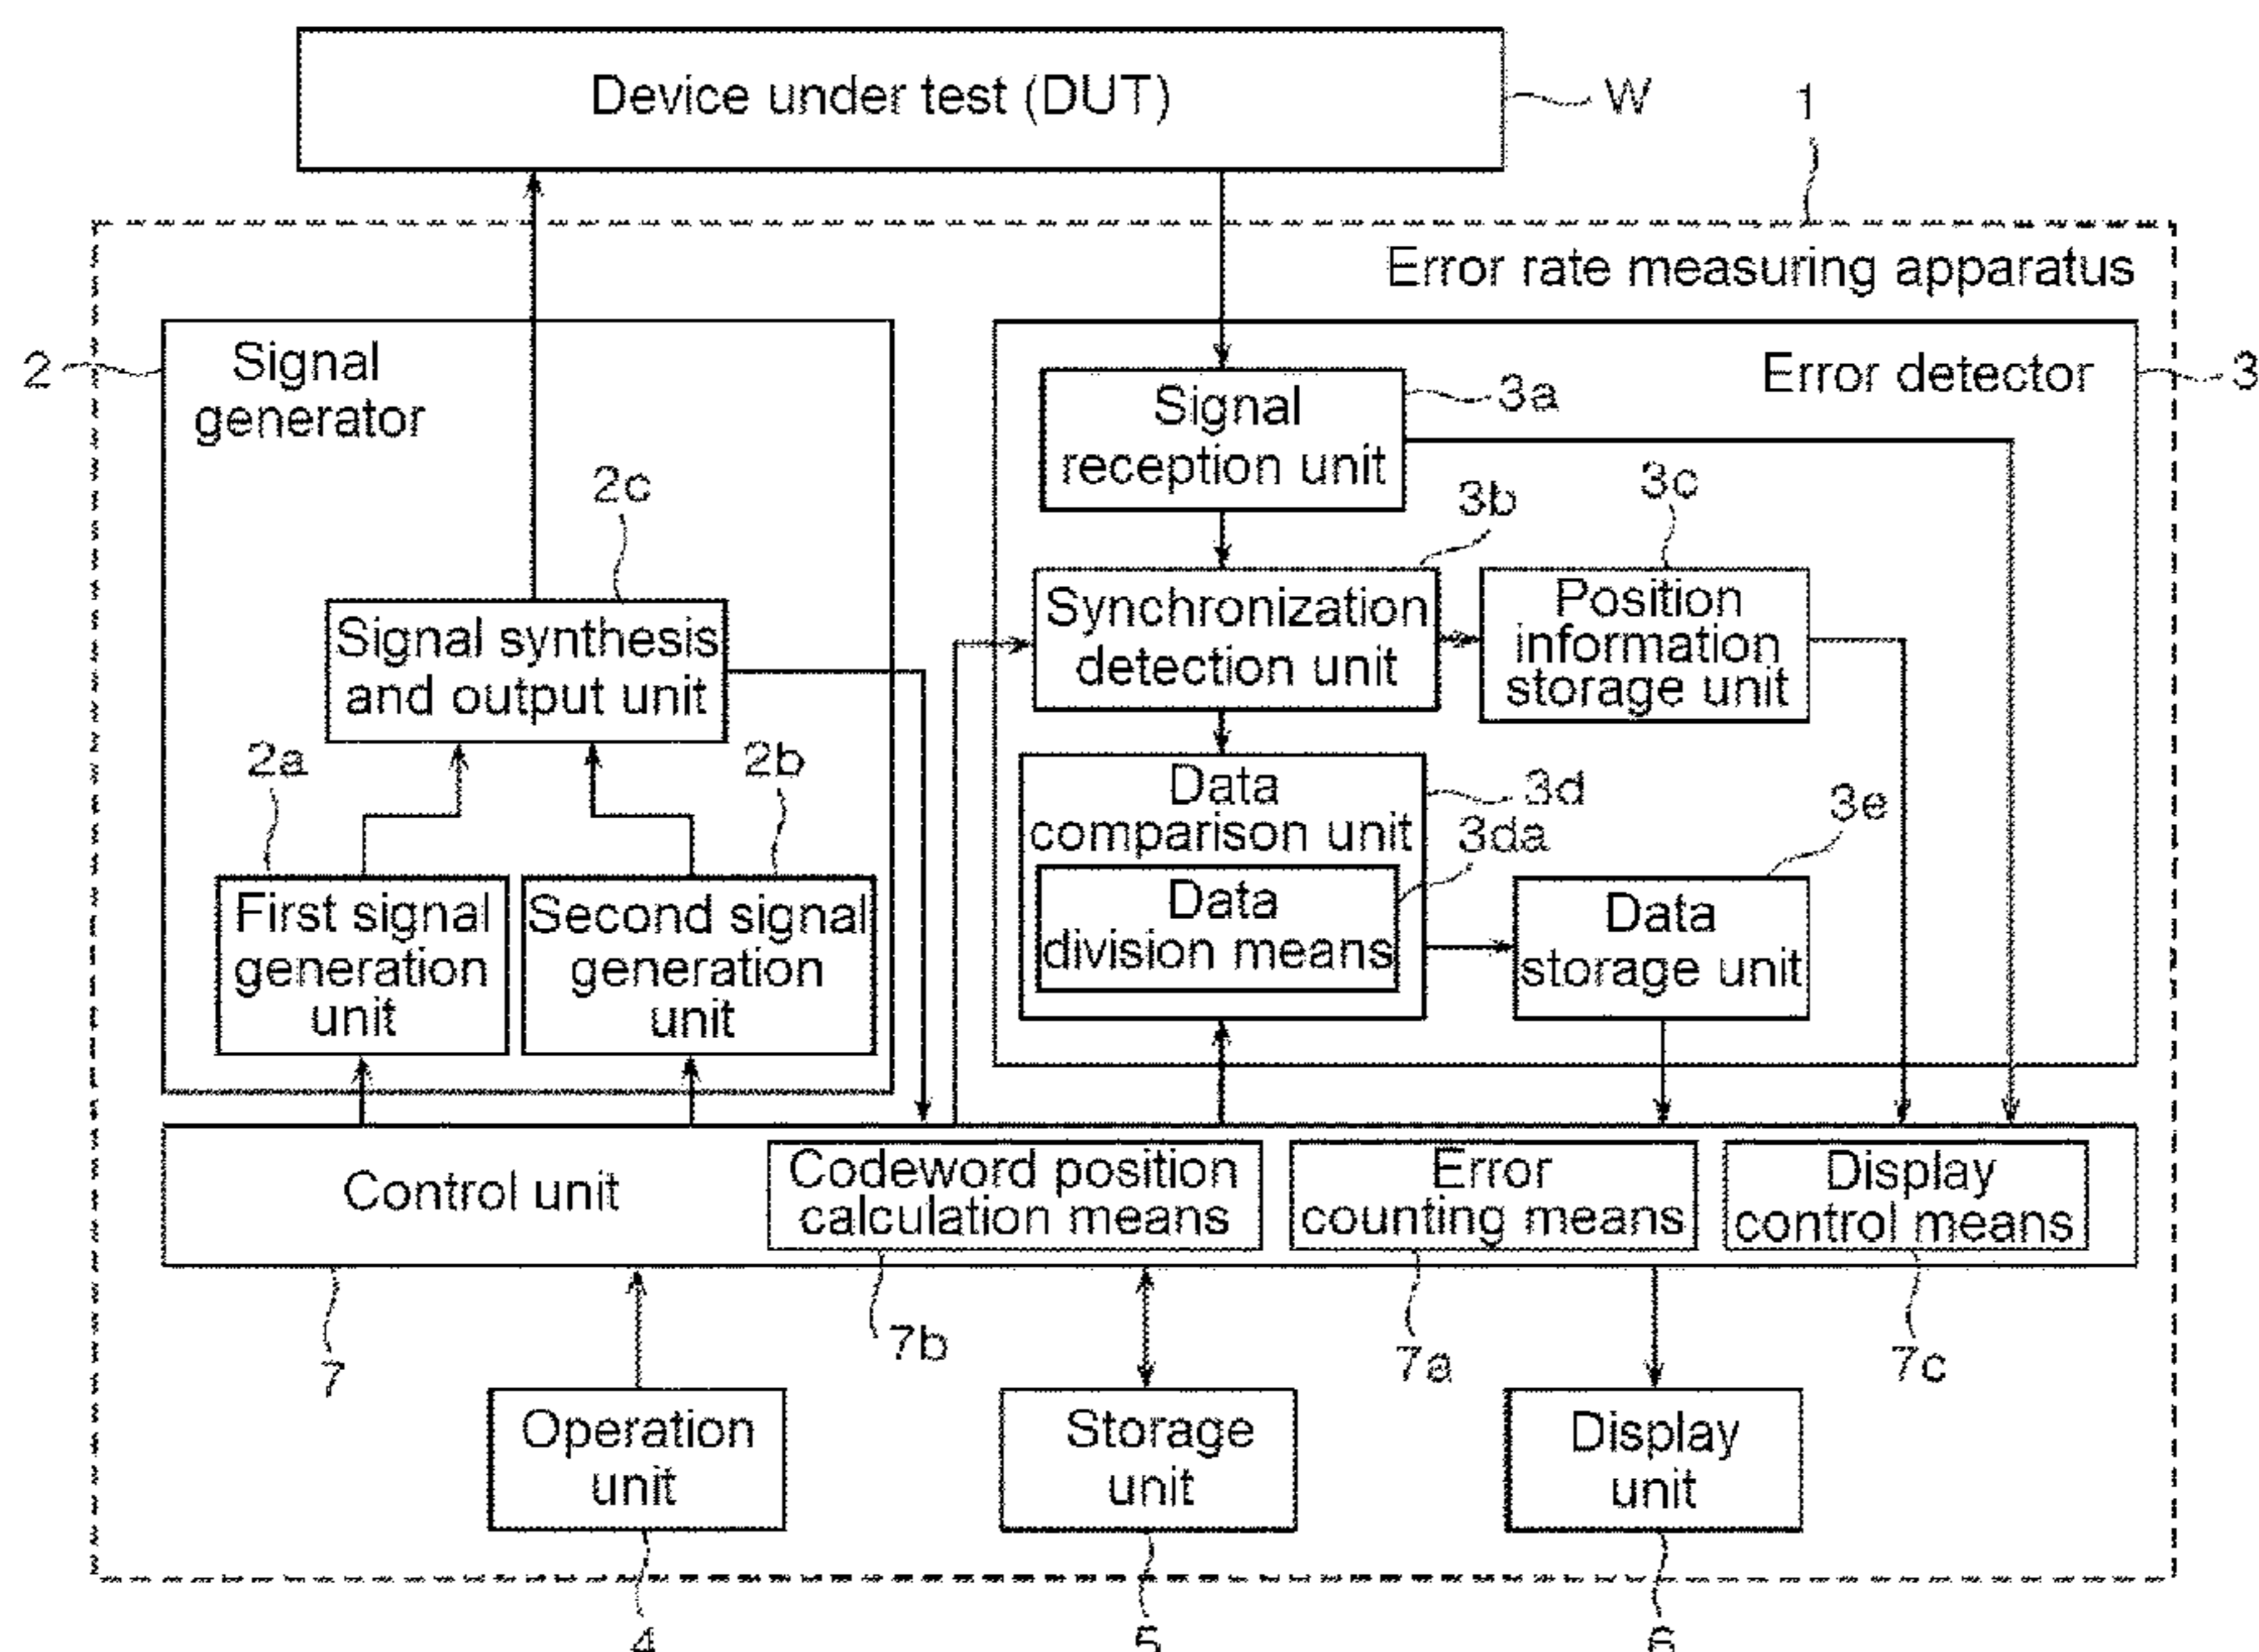 Device under test (DUT)
W
1
Error rate measuring apparatus
2
Signal
generator
Error detector
3
Signal
reception unit
3a
2c
3b
3c
Signal synthesis
and output unit
Synchronization
detection unit
Position
information
storage unit
2a
2b
Data
comparison unit
3d
3da
3e
First signal
generation
unit
Second signal
generation
unit
Data
division means
Data
storage unit
Control unit
Codeword position
calculation means
Error
counting means
Display
control means
7
7b
7a
7c
Operation
unit
Storage
unit
Display
unit
4
5
6